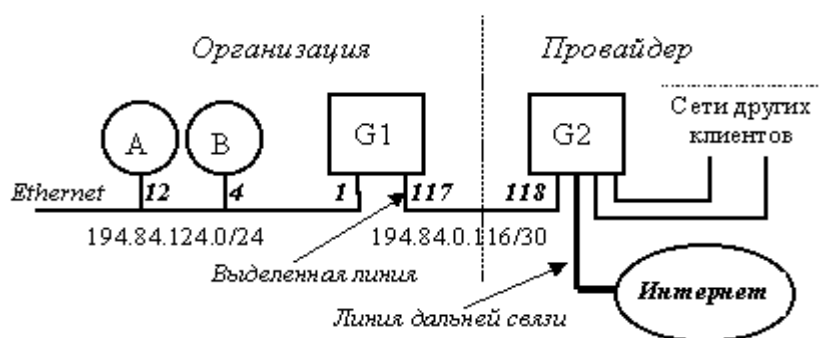 Организация
Провайдер
Сети других
клиентов
A
B
G1
G2
Ethernet
12
4
1
117
118
194.84.124.0/24
194.84.0.116/30
Выделенная линия
Линия дальней связи
Интернет